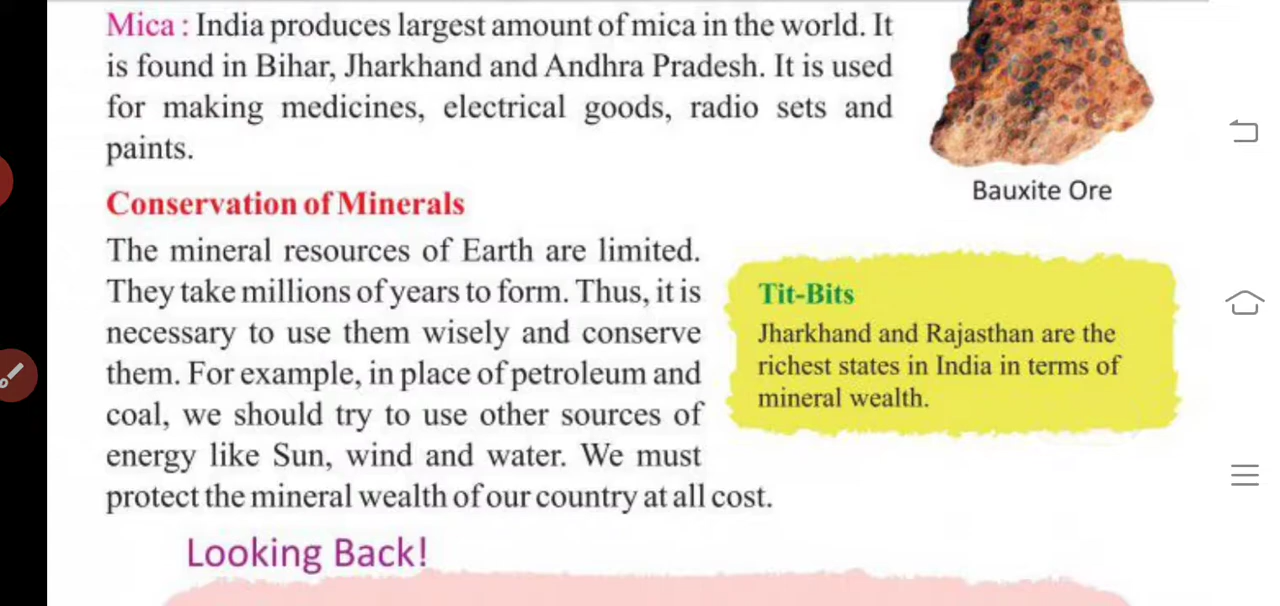 Mica : India produces largest amount of mica in the world. It
is found in Bihar, Jharkhand and Andhra Pradesh. It is used
for making medicines, electrical goods, radio sets and
paints.
Bauxite Ore
Conservation of Minerals
The mineral resources of Earth are limited.
They take millions of years to form. Thus, it is
necessary to use them wisely and conserve
them. For example, in place of petroleum and
coal, we should try to use other sources of
energy like Sun, wind and water. We must
protect the mineral wealth of our country at all cost.
Tit-Bits
Jharkhand and Rajasthan are the
richest states in India in terms of
mineral wealth.
Looking Back!